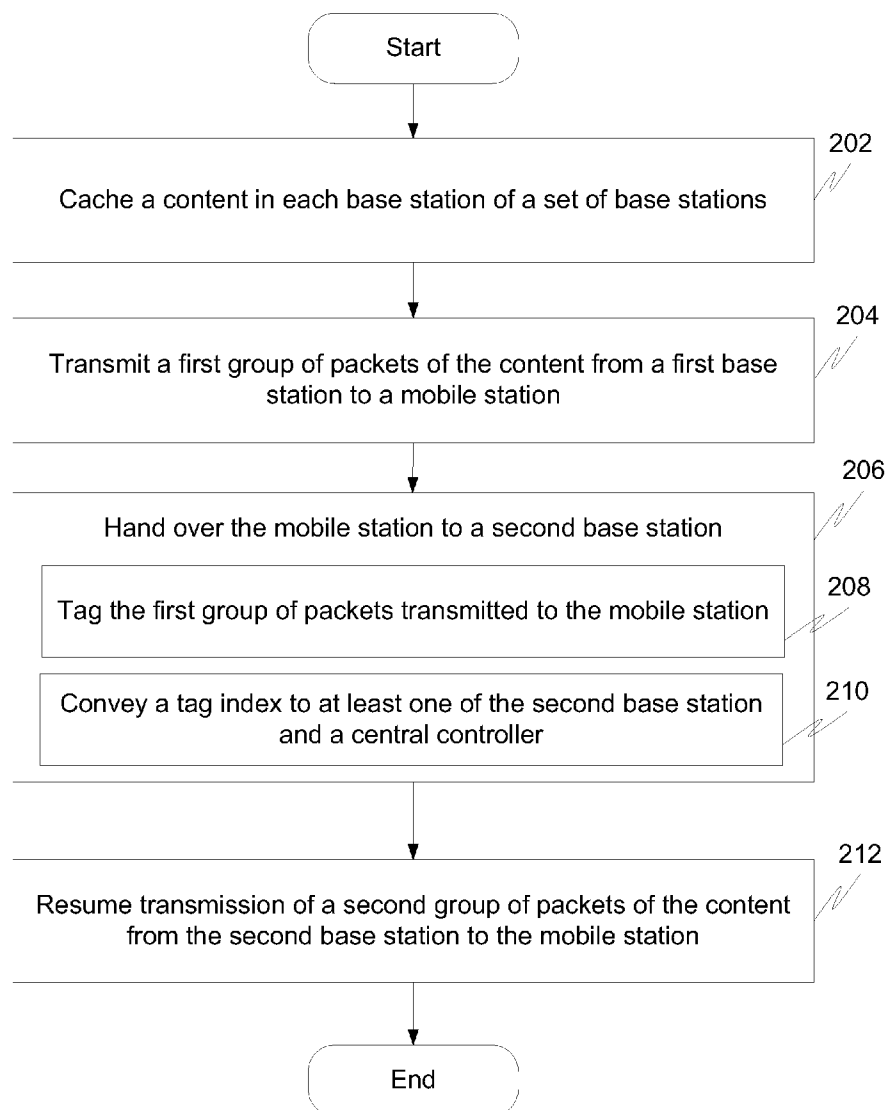 Start
202
Cache a content in each base station of a set of base stations
204
Transmit a first group of packets of the content from a first base
station to a mobile station
206
Hand over the mobile station to a second base station
Tag the first group of packets transmitted to the mobile station
208
Convey a tag index to at least one of the second base station
and a central controller
210
212
Resume transmission of a second group of packets of the content
from the second base station to the mobile station
End